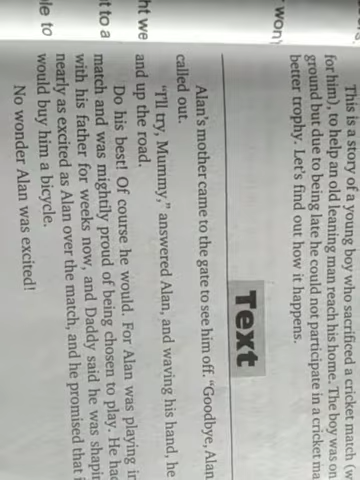 This is a story of a young boy who sacrificed a cricket match (w
for him), to help an old leaning man reach his home. The boy was on
ground but due to being late he could not participate in a cricket ma
better trophy. Let's find out how it happens.
Text
Alan's mother came to the gate to see him off. "Goodbye, Alan
called out.
"I'll try, Mummy," answered Alan, and waving his hand, he
and up the road.
Do his best! Of course he would. For Alan was playing in
match and was mightily proud of being chosen to play. He had
with his father for weeks now, and Daddy said he was shapin
nearly as excited as Alan over the match, and he promised that i
would buy him a bicycle.
No wonder Alan was excited!
won't
ht we
t to a
le to